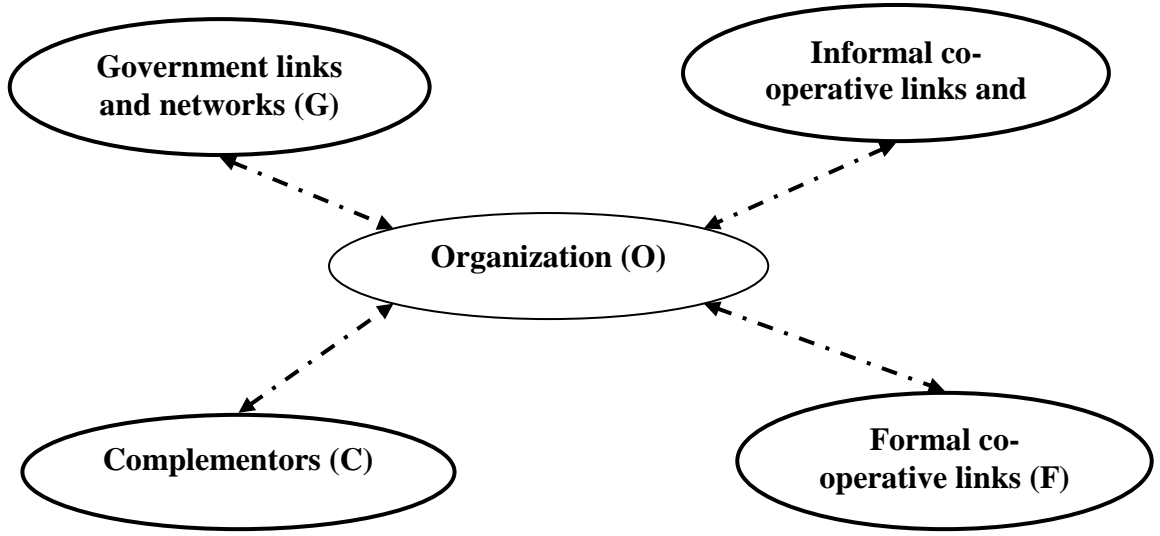 Government links
and networks (G)
Informal co-
operative links and
Organization (O)
Complementors (C)
Formal co-
operative links (F)